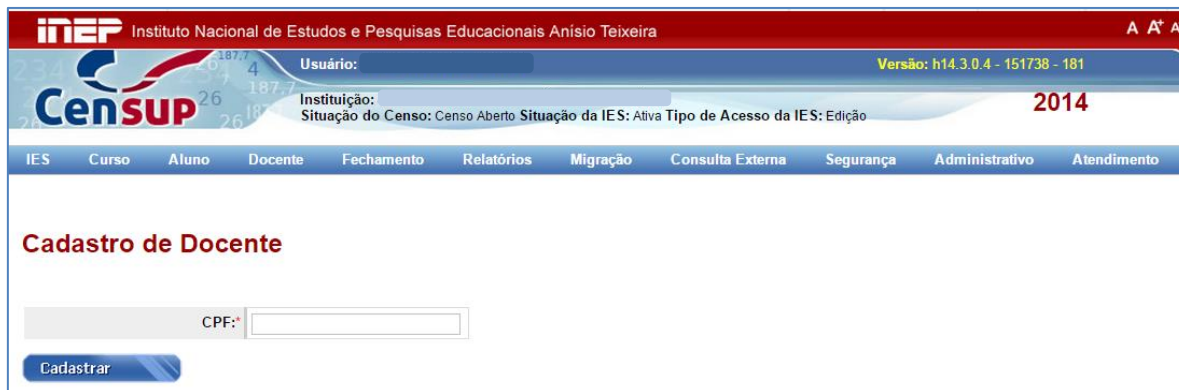 inep Instituto Nacional de Estudos e Pesquisas Educacionais Anísio Teixeira A A+ A
Censup
Usuário: Versão: h14.3.0.4 - 151738 - 181
Instituição: 2014
Situação do Censo: Censo Aberto Situação da IES: Ativa Tipo de Acesso da IES: Edição
IES Curso Aluno Docente Fechamento Relatórios Migração Consulta Externa Segurança Administrativo Atendimento
Cadastro de Docente
CPF:*
Cadastrar